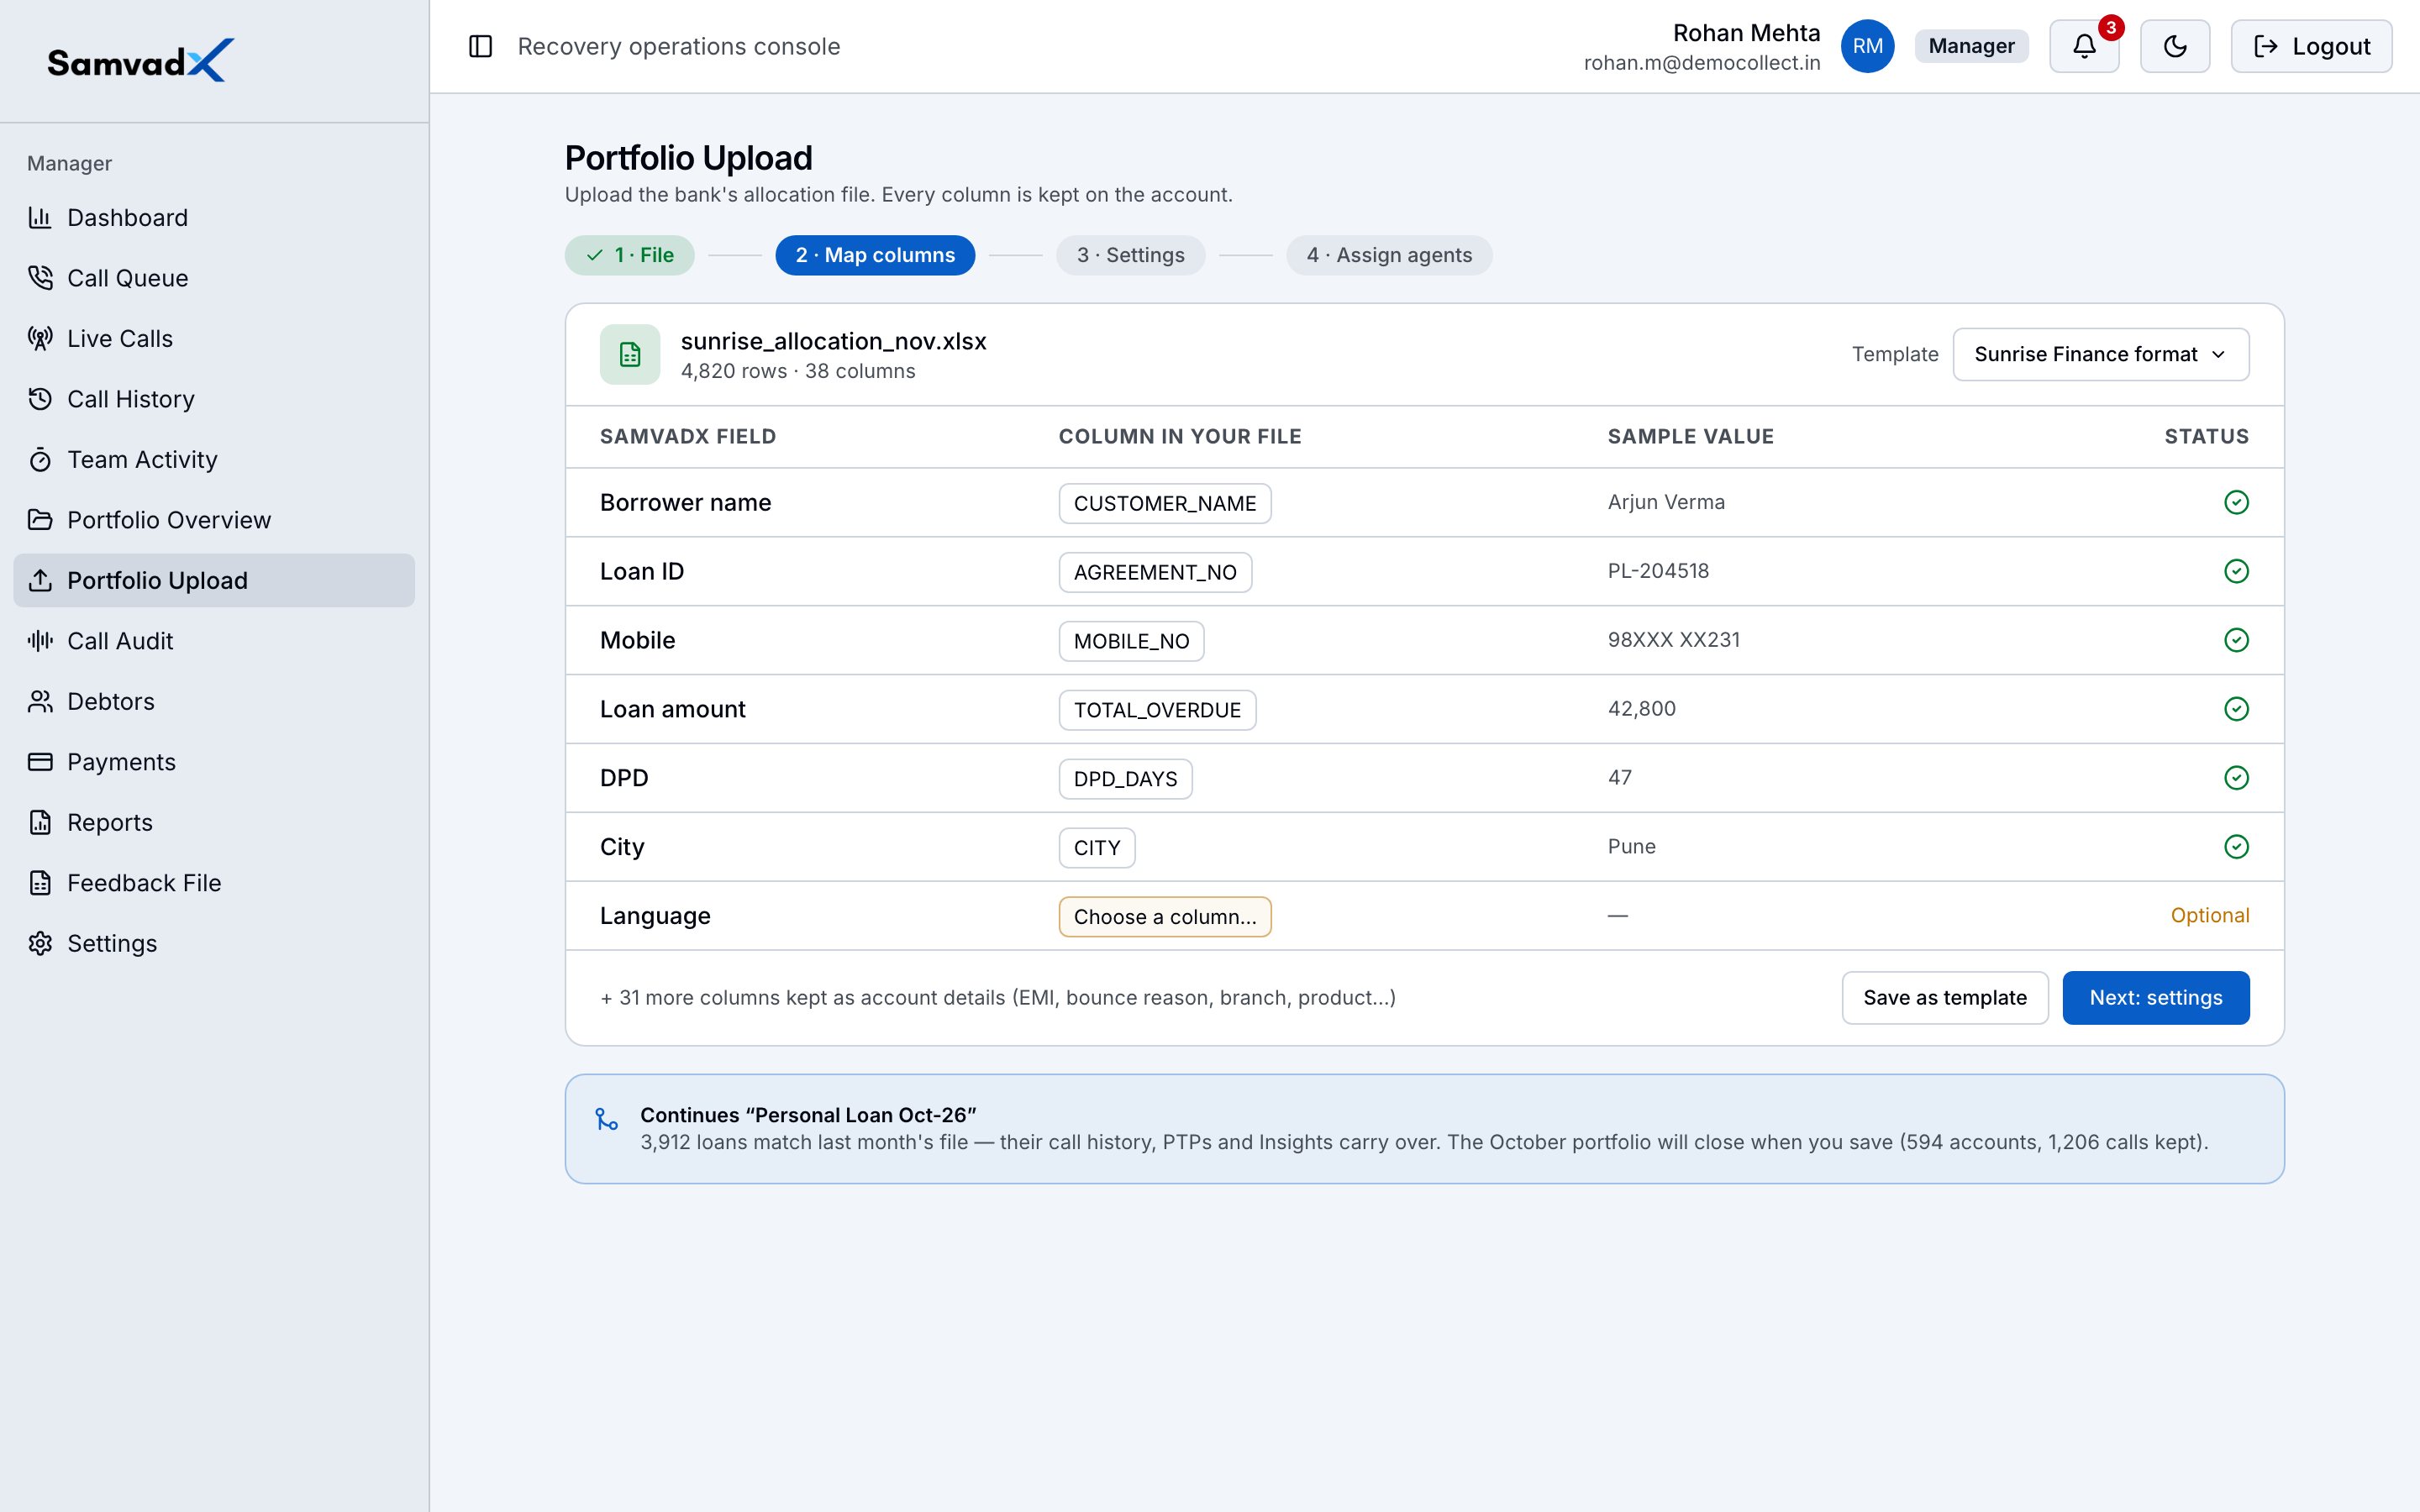 SamvadX
Recovery operations console
Rohan Mehta
rohan.m@democollect.in
RM
Manager
3
Logout
Manager
Dashboard
Call Queue
Live Calls
Call History
Team Activity
Portfolio Overview
Portfolio Upload
Call Audit
Debtors
Payments
Reports
Feedback File
Settings
Portfolio Upload
Upload the bank's allocation file. Every column is kept on the account.
1 · File
2 · Map columns
3 · Settings
4 · Assign agents
sunrise_allocation_nov.xlsx
4,820 rows · 38 columns
Template
Sunrise Finance format
SAMVADX FIELD COLUMN IN YOUR FILE SAMPLE VALUE STATUS
Borrower name CUSTOMER_NAME Arjun Verma
Loan ID AGREEMENT_NO PL-204518
Mobile MOBILE_NO 98XXX XX231
Loan amount TOTAL_OVERDUE 42,800
DPD DPD_DAYS 47
City CITY Pune
Language Choose a column... — Optional
+ 31 more columns kept as account details (EMI, bounce reason, branch, product...)
Save as template
Next: settings
Continues “Personal Loan Oct-26”
3,912 loans match last month's file — their call history, PTPs and Insights carry over. The October portfolio will close when you save (594 accounts, 1,206 calls kept).